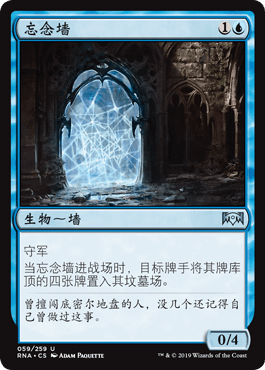 忘念墙 1
生物～墙
守军
当忘念墙进战场时，目标牌手将其牌库
顶的四张牌置入其坟墓场。
曾擅闯底密尔地盘的人，没几个还记得自
己曾做过这事。
0/4
059/259 U
RNA • CS ADAM PAQUETTE
™ & © 2019 Wizards of the Coast